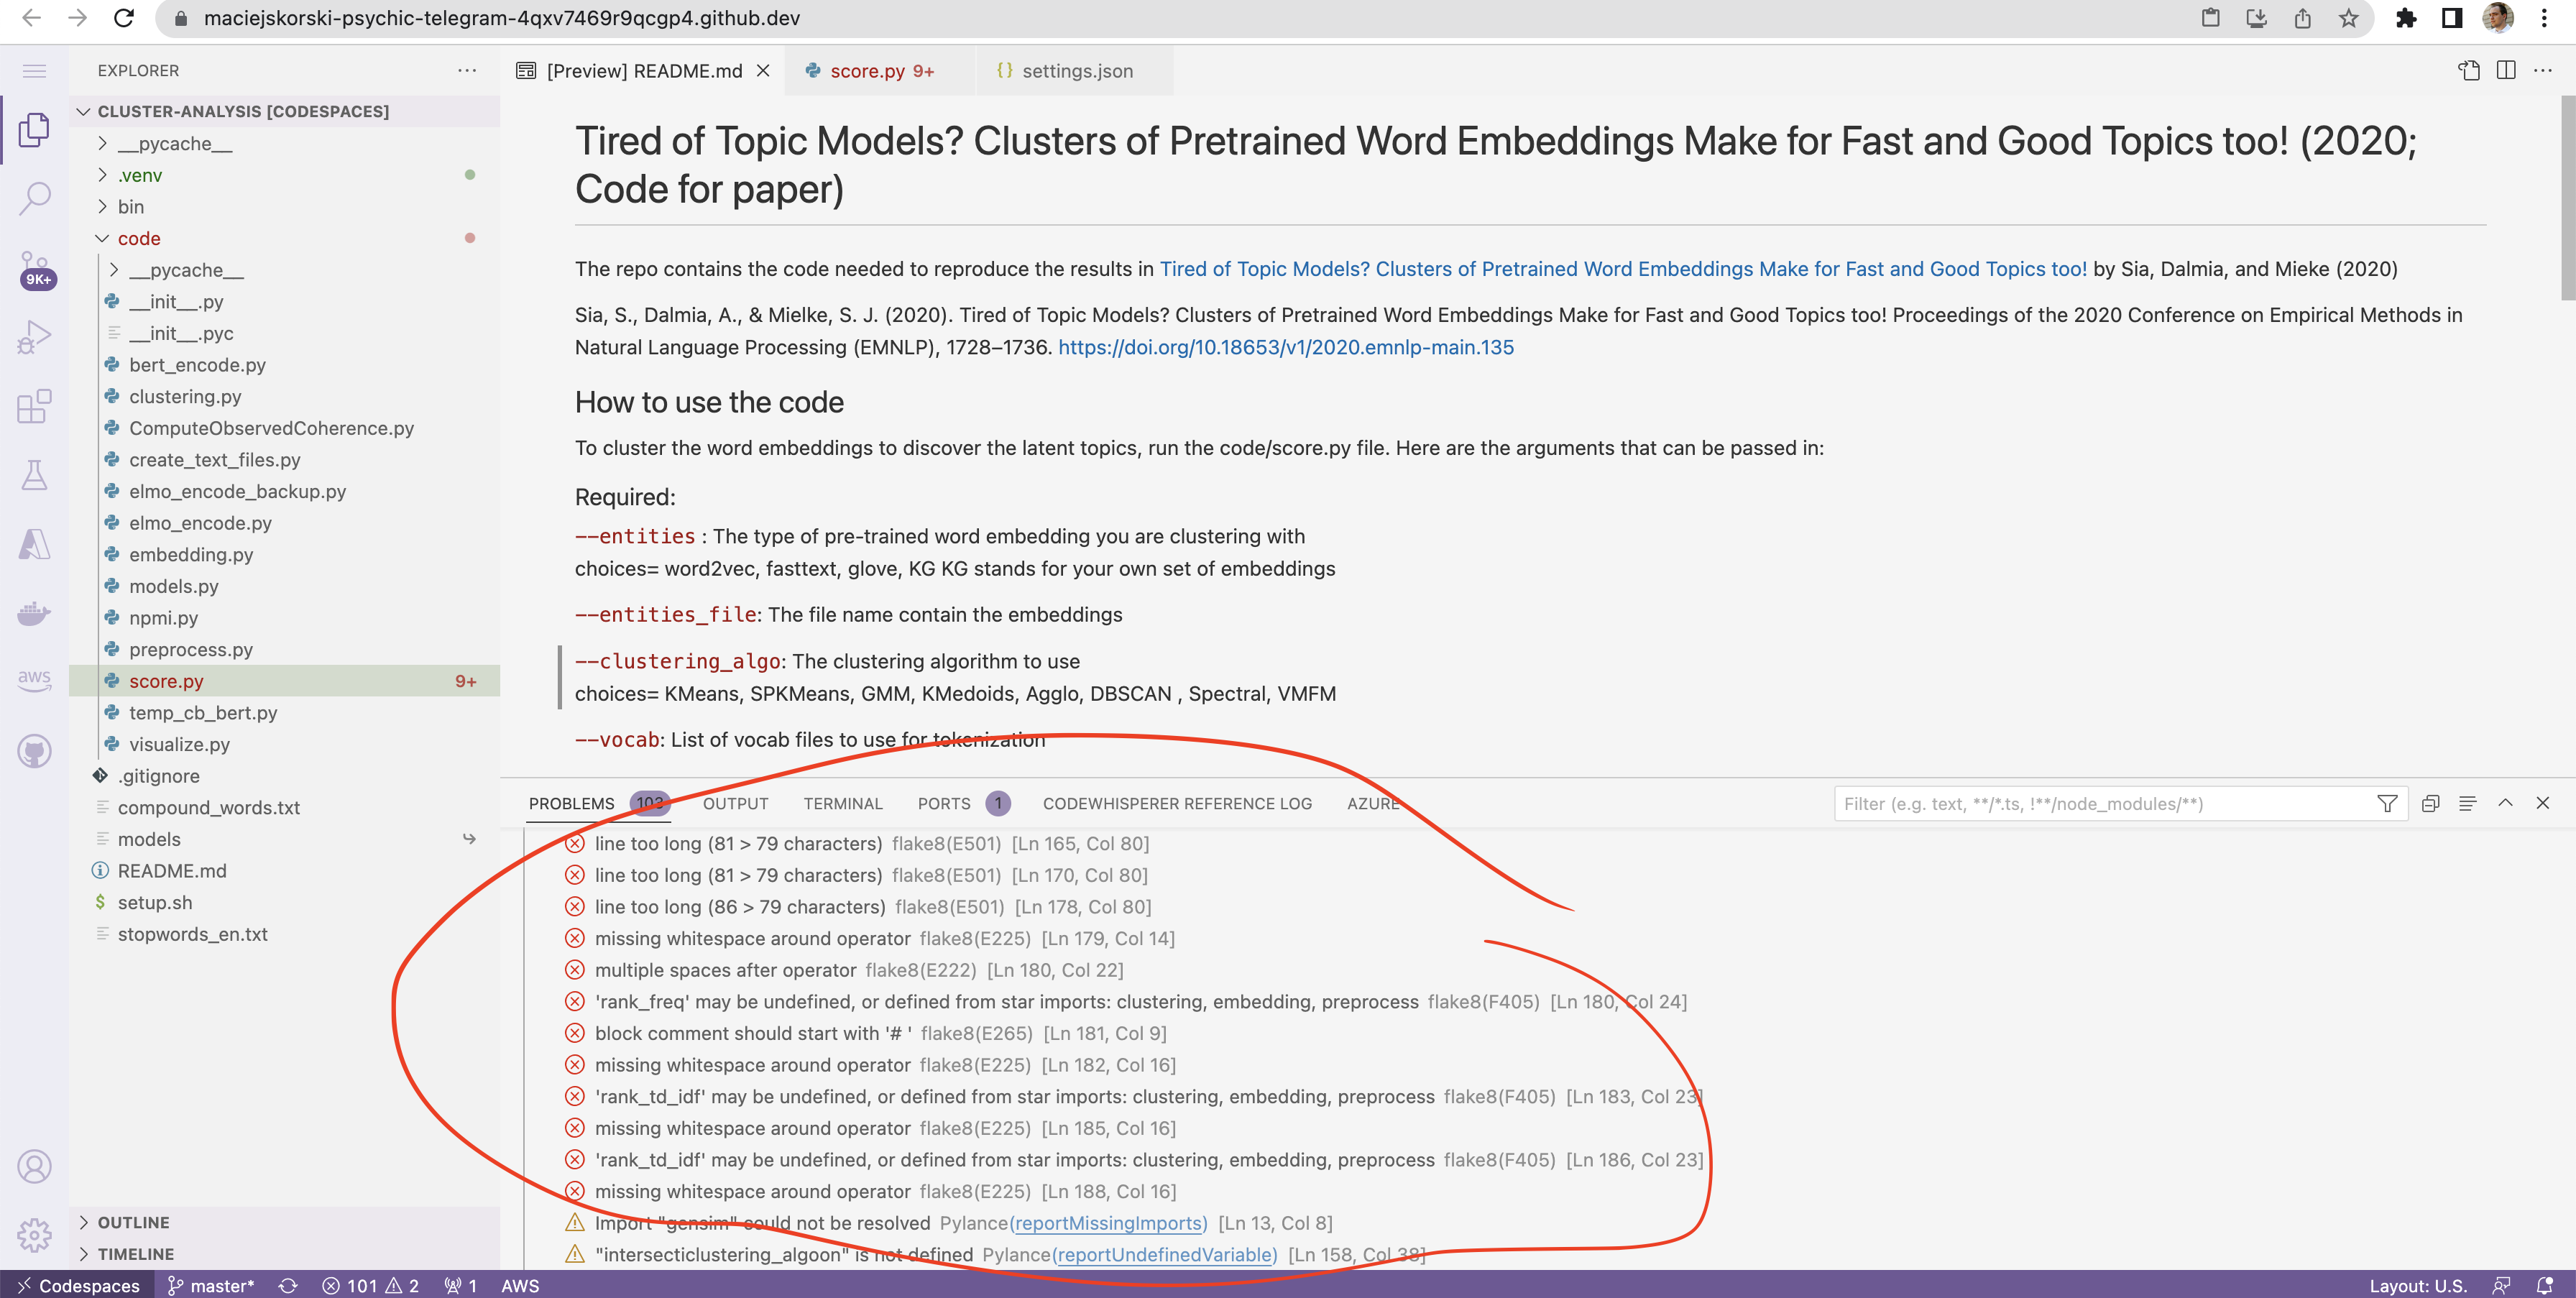 maciejskorski-psychic-telegram-4qxv7469r9qcgp4.github.dev
EXPLORER
[Preview] README.md
score.py 9+
settings.json
CLUSTER-ANALYSIS [CODESPACES]
__pycache__
.venv
bin
code
__pycache__
__init__.py
__init__.pyc
bert_encode.py
clustering.py
ComputeObservedCoherence.py
create_text_files.py
elmo_encode_backup.py
elmo_encode.py
embedding.py
models.py
npmi.py
preprocess.py
score.py 9+
temp_cb_bert.py
visualize.py
.gitignore
compound_words.txt
models
README.md
setup.sh
stopwords_en.txt
OUTLINE
TIMELINE
9K+
aws
Tired of Topic Models? Clusters of Pretrained Word Embeddings Make for Fast and Good Topics too! (2020;
Code for paper)
The repo contains the code needed to reproduce the results in Tired of Topic Models? Clusters of Pretrained Word Embeddings Make for Fast and Good Topics too! by Sia, Dalmia, and Mieke (2020)
Sia, S., Dalmia, A., & Mielke, S. J. (2020). Tired of Topic Models? Clusters of Pretrained Word Embeddings Make for Fast and Good Topics too! Proceedings of the 2020 Conference on Empirical Methods in
Natural Language Processing (EMNLP), 1728–1736. https://doi.org/10.18653/v1/2020.emnlp-main.135
How to use the code
To cluster the word embeddings to discover the latent topics, run the code/score.py file. Here are the arguments that can be passed in:
Required:
--entities : The type of pre-trained word embedding you are clustering with
choices= word2vec, fasttext, glove, KG KG stands for your own set of embeddings
--entities_file: The file name contain the embeddings
--clustering_algo: The clustering algorithm to use
choices= KMeans, SPKMeans, GMM, KMedoids, Agglo, DBSCAN , Spectral, VMFM
--vocab: List of vocab files to use for tokenization
PROBLEMS 103 OUTPUT TERMINAL PORTS 1 CODEWHISPERER REFERENCE LOG AZURE
Filter (e.g. text, **/*.ts, !**/node_modules/**)
line too long (81 > 79 characters) flake8(E501) [Ln 165, Col 80]
line too long (81 > 79 characters) flake8(E501) [Ln 170, Col 80]
line too long (86 > 79 characters) flake8(E501) [Ln 178, Col 80]
missing whitespace around operator flake8(E225) [Ln 179, Col 14]
multiple spaces after operator flake8(E222) [Ln 180, Col 22]
'rank_freq' may be undefined, or defined from star imports: clustering, embedding, preprocess flake8(F405) [Ln 180, Col 24]
block comment should start with '# ' flake8(E265) [Ln 181, Col 9]
missing whitespace around operator flake8(E225) [Ln 182, Col 16]
'rank_td_idf' may be undefined, or defined from star imports: clustering, embedding, preprocess flake8(F405) [Ln 183, Col 23]
missing whitespace around operator flake8(E225) [Ln 185, Col 16]
'rank_td_idf' may be undefined, or defined from star imports: clustering, embedding, preprocess flake8(F405) [Ln 186, Col 23]
missing whitespace around operator flake8(E225) [Ln 188, Col 16]
Import "gensim" could not be resolved Pylance(reportMissingImports) [Ln 13, Col 8]
"intersecticlustering_algoon" is not defined Pylance(reportUndefinedVariable) [Ln 158, Col 38]
Codespaces master* 101 2 1 AWS
Layout: U.S.